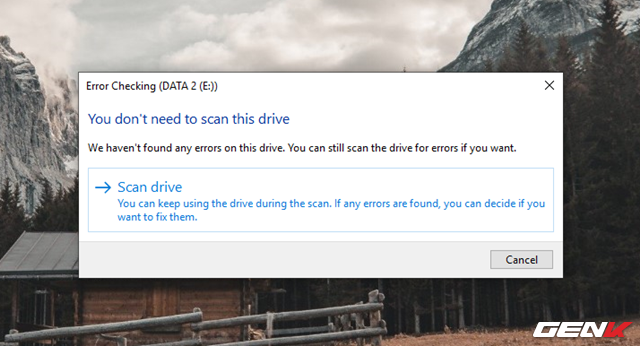 Error Checking (DATA 2 (E:))
You don't need to scan this drive
We haven't found any errors on this drive. You can still scan the drive for errors if you want.
Scan drive
You can keep using the drive during the scan. If any errors are found, you can decide if you
want to fix them.
Cancel
GENK